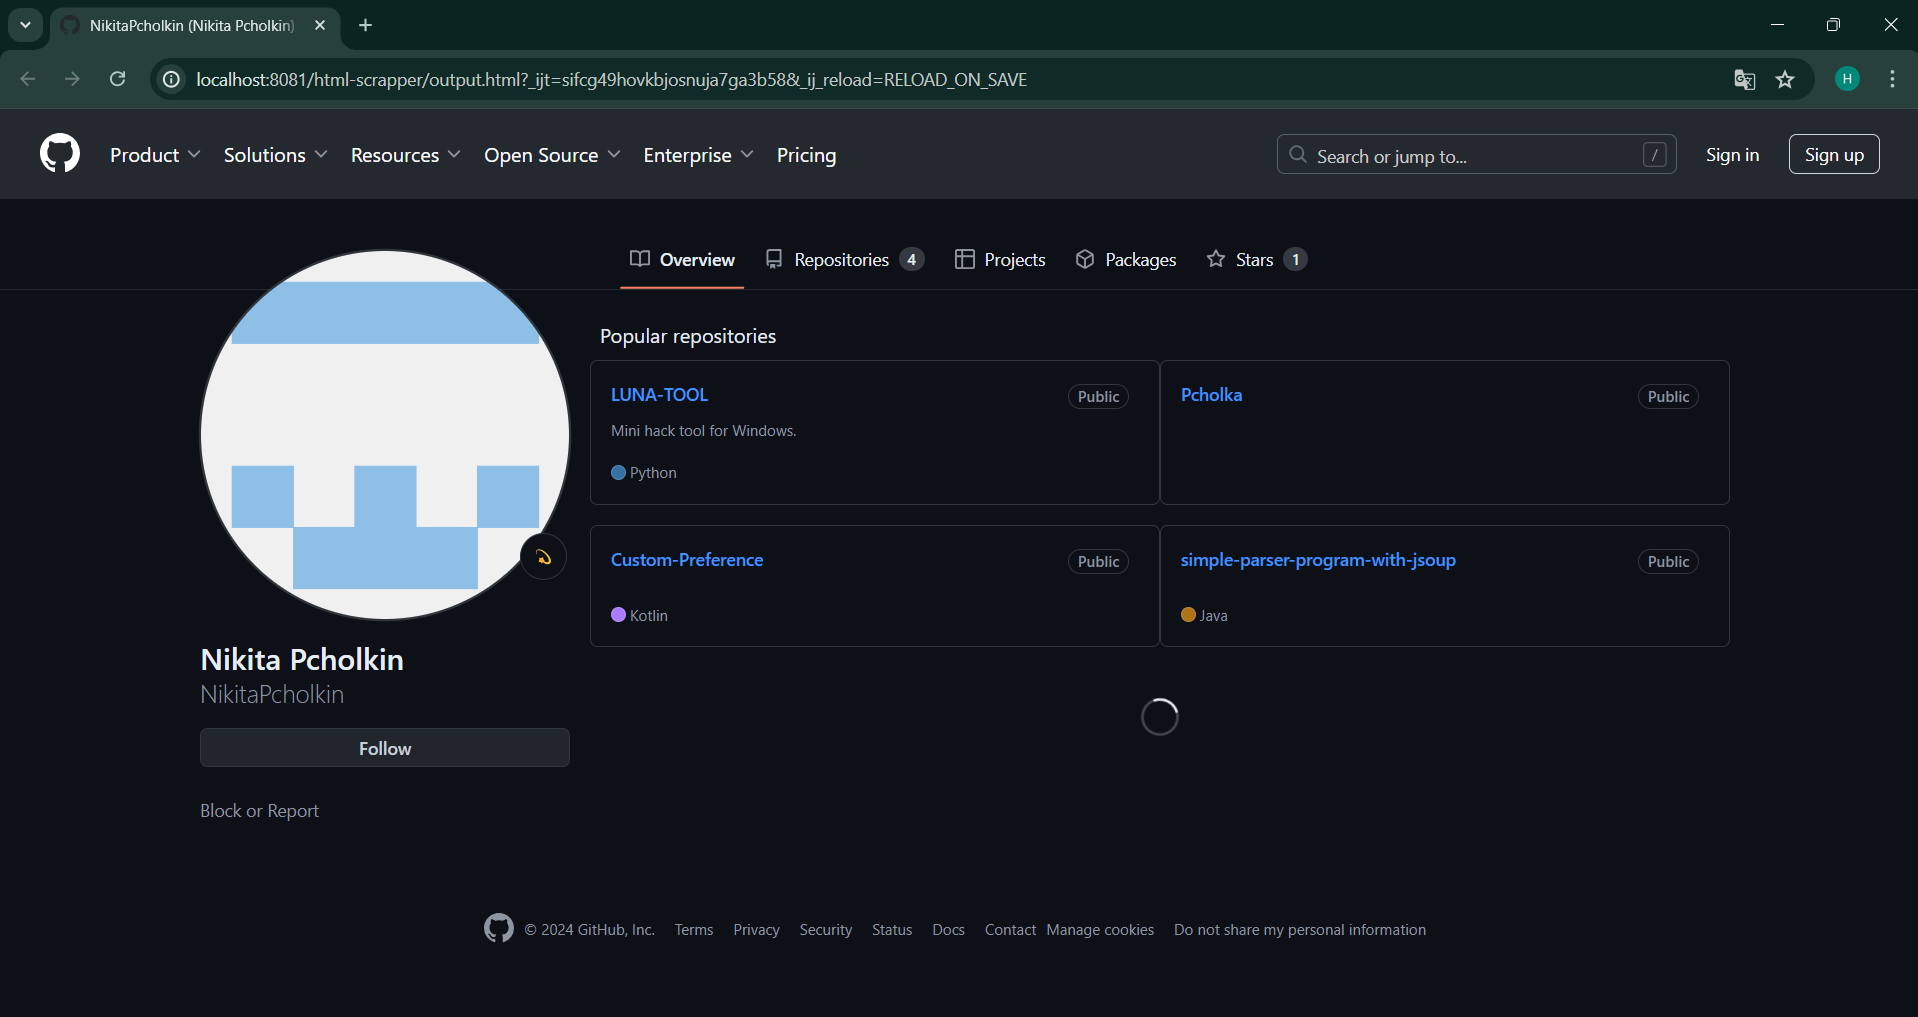 NikitaPcholkin (Nikita Pcholkin)
localhost:8081/html-scrapper/output.html?_ijt=sifcg49hovkbjosnuja7ga3b58&_ij_reload=RELOAD_ON_SAVE
H
Product Solutions Resources Open Source Enterprise Pricing
Search or jump to... /
Sign in
Sign up
Overview Repositories 4 Projects Packages Stars 1
Popular repositories
LUNA-TOOL Public
Mini hack tool for Windows.
Python
Pcholka Public
Custom-Preference Public
Kotlin
simple-parser-program-with-jsoup Public
Java
Nikita Pcholkin
NikitaPcholkin
Follow
Block or Report
© 2024 GitHub, Inc. Terms Privacy Security Status Docs Contact Manage cookies Do not share my personal information